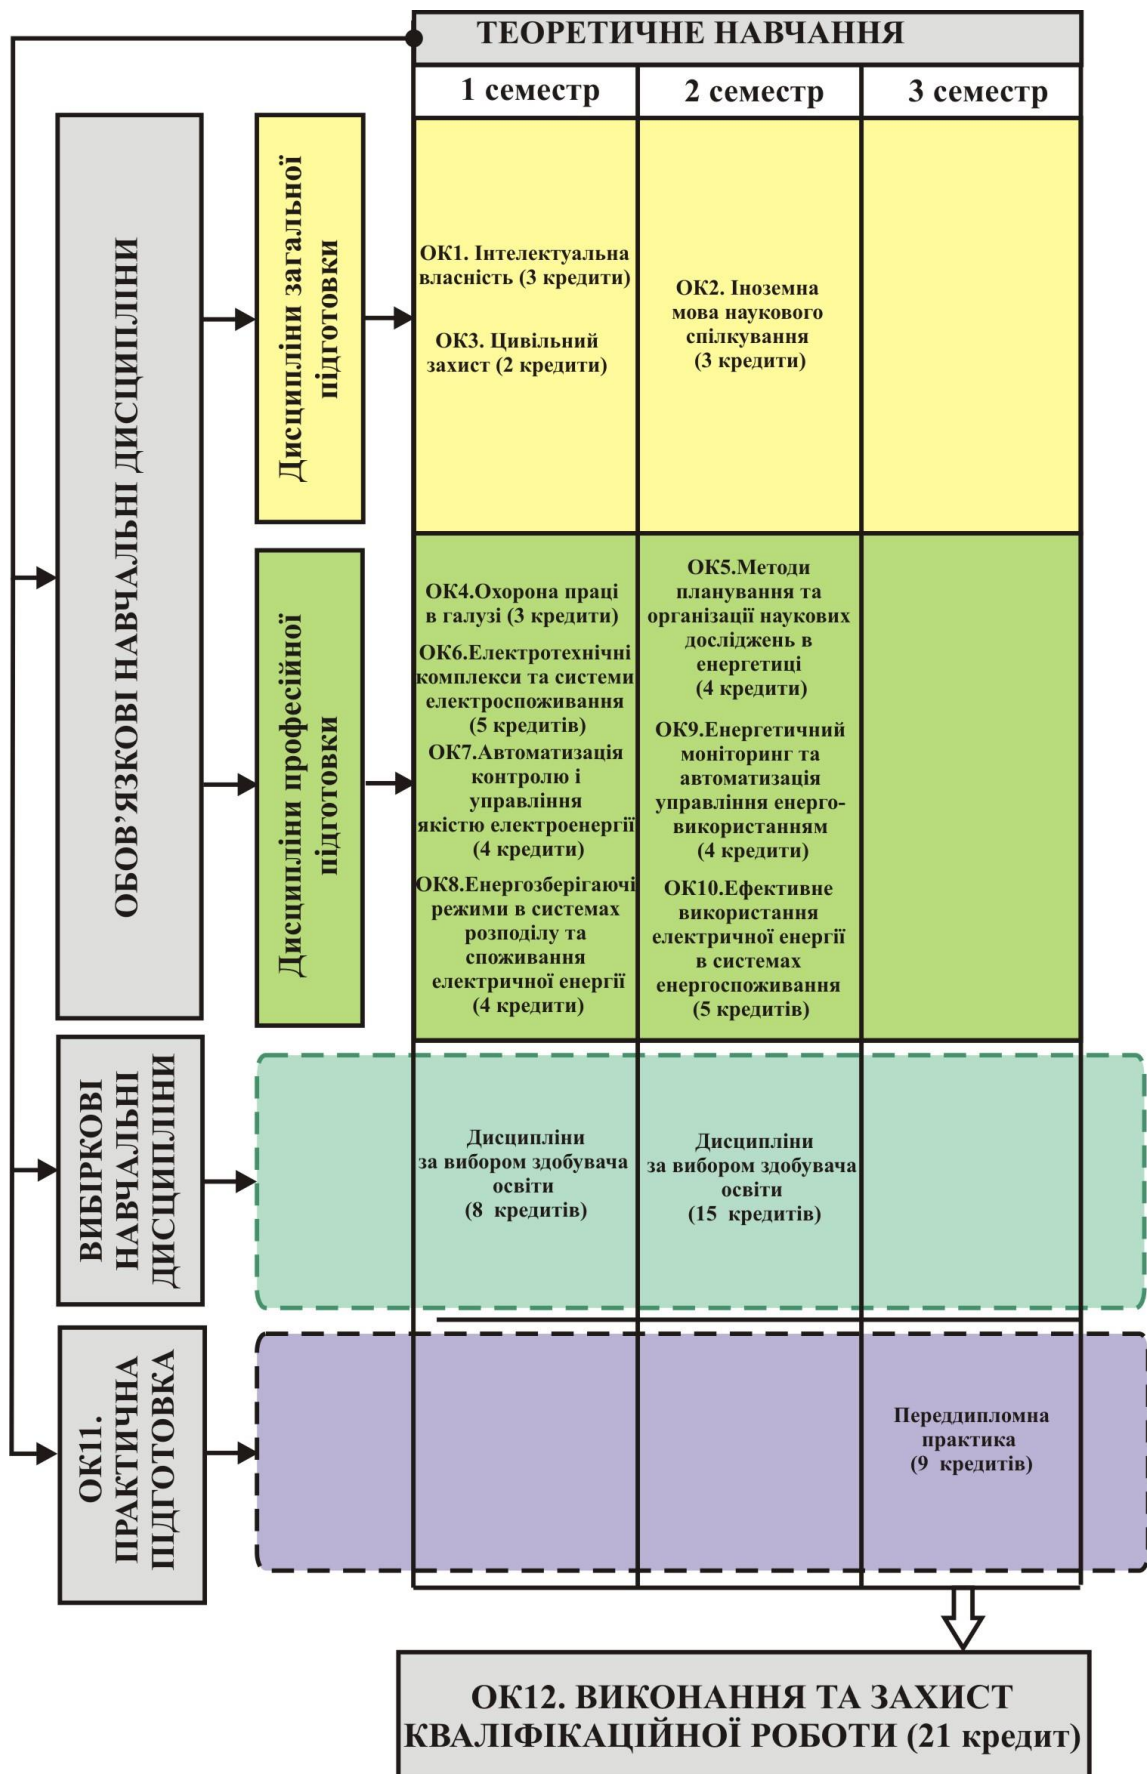 ТЕОРЕТИЧНЕ НАВЧАННЯ
1 семестр
2 семестр
3 семестр
ОБОВ’ЯЗКОВІ НАВЧАЛЬНІ ДИСЦИПЛІНИ
Дисципліни загальної
підготовки
ОК1. Інтелектуальна
власність (3 кредити)
ОК3. Цивільний
захист (2 кредити)
ОК2. Іноземна
мова наукового
спілкування
(3 кредити)
Дисципліни професійної
підготовки
ОК4.Охорона праці
в галузі (3 кредити)
ОК6.Електротехнічні
комплекси та системи
електроспоживання
(5 кредитів)
ОК7.Автоматизація
контролю і
управління
якістю електроенергії
(4 кредити)
ОК8.Енергозберігаючі
режими в системах
розподілу та
споживання
електричної енергії
(4 кредити)
ОК5.Методи
планування та
організації наукових
досліджень в
енергетиці
(4 кредити)
ОК9.Енергетичний
моніторинг та
автоматизація
управління енерго-
використанням
(4 кредити)
ОК10.Ефективне
використання
електричної енергії
в системах
енергоспоживання
(5 кредитів)
ВИБІРКОВІ
НАВЧАЛЬНІ
ДИСЦИПЛІНИ
Дисципліни
за вибором здобувача
освіти
(8 кредитів)
Дисципліни
за вибором здобувача
освіти
(15 кредитів)
ОК11.
ПРАКТИЧНА
ПІДГОТОВКА
Переддипломна
практика
(9 кредитів)
ОК12. ВИКОНАННЯ ТА ЗАХИСТ
КВАЛІФІКАЦІЙНОЇ РОБОТИ (21 кредит)